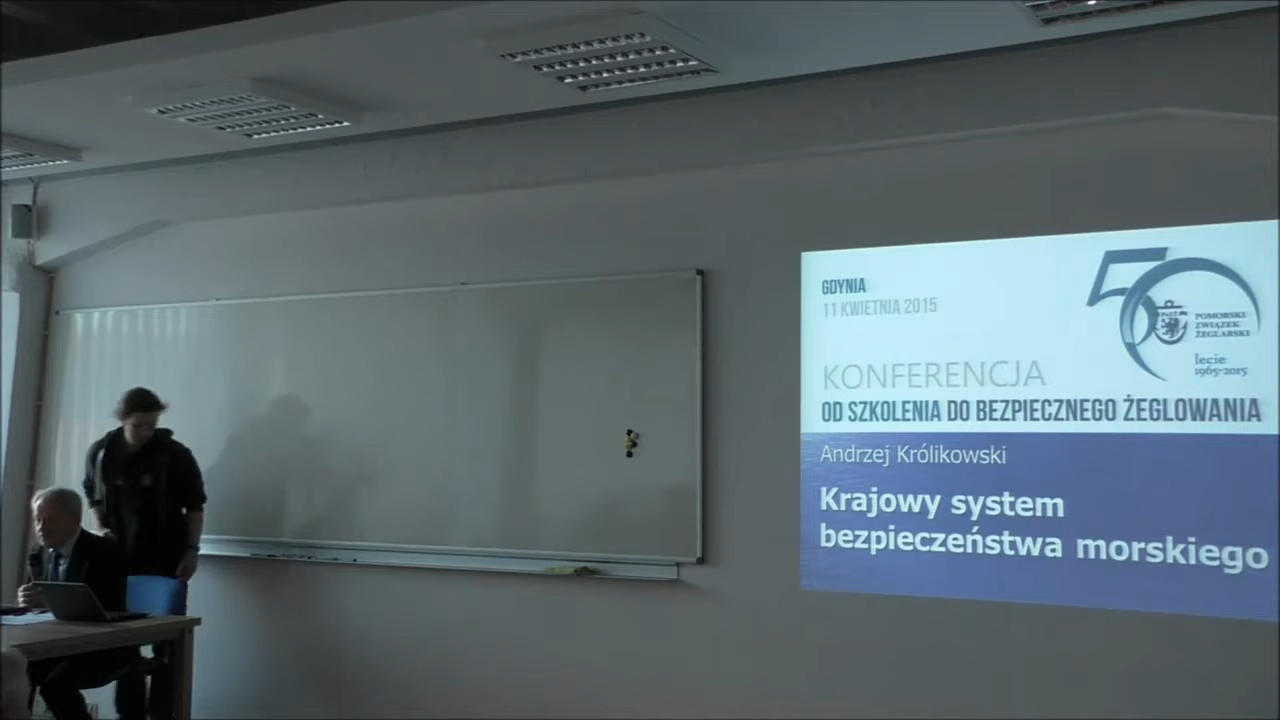 GDYNIA
11 KWIETNIA 2015
50
POMORSKI
ZWIĄZEK
ŻEGLARSKI
lecie
1965-2015
KONFERENCJA
OD SZKOLENIA DO BEZPIECZNEGO ŻEGLOWANIA
Andrzej Królikowski
Krajowy system
bezpieczeństwa morskiego